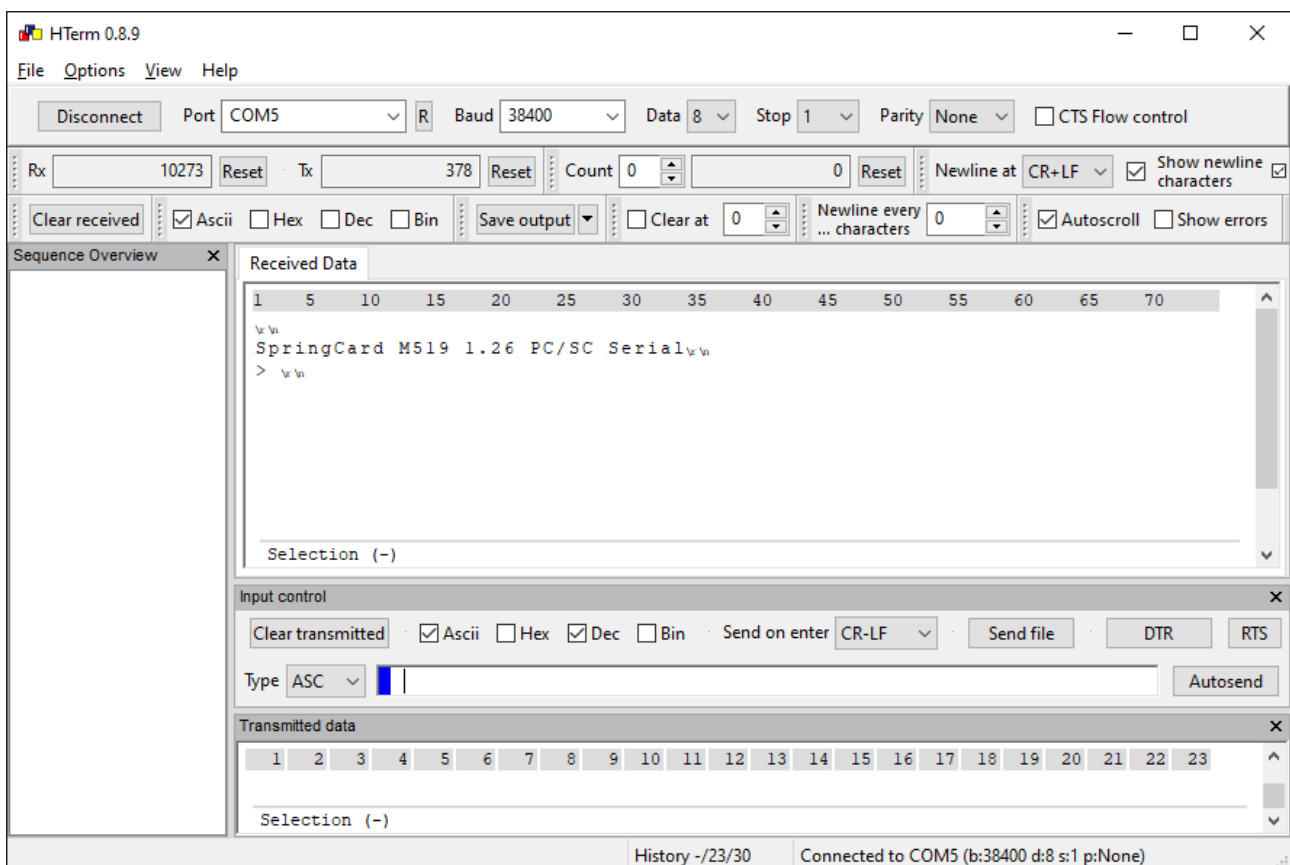 HTerm 0.8.9
File Options View Help
Disconnect Port COM5 R Baud 38400 Data 8 Stop 1 Parity None CTS Flow control
Rx 10273 Reset Tx 378 Reset Count 0 0 Reset Newline at CR+LF Show newline characters
Clear received Ascii Hex Dec Bin Save output Clear at 0 Newline every ... characters 0 Autoscroll Show errors
Sequence Overview
Received Data
1 5 10 15 20 25 30 35 40 45 50 55 60 65 70
\r\n
SpringCard M519 1.26 PC/SC Serial\r\n
> \r\n
Selection (-)
Input control
Clear transmitted Ascii Hex Dec Bin Send on enter CR-LF Send file DTR RTS
Type ASC Autosend
Transmitted data
1 2 3 4 5 6 7 8 9 10 11 12 13 14 15 16 17 18 19 20 21 22 23
Selection (-)
History -/23/30 Connected to COM5 (b:38400 d:8 s:1 p:None)